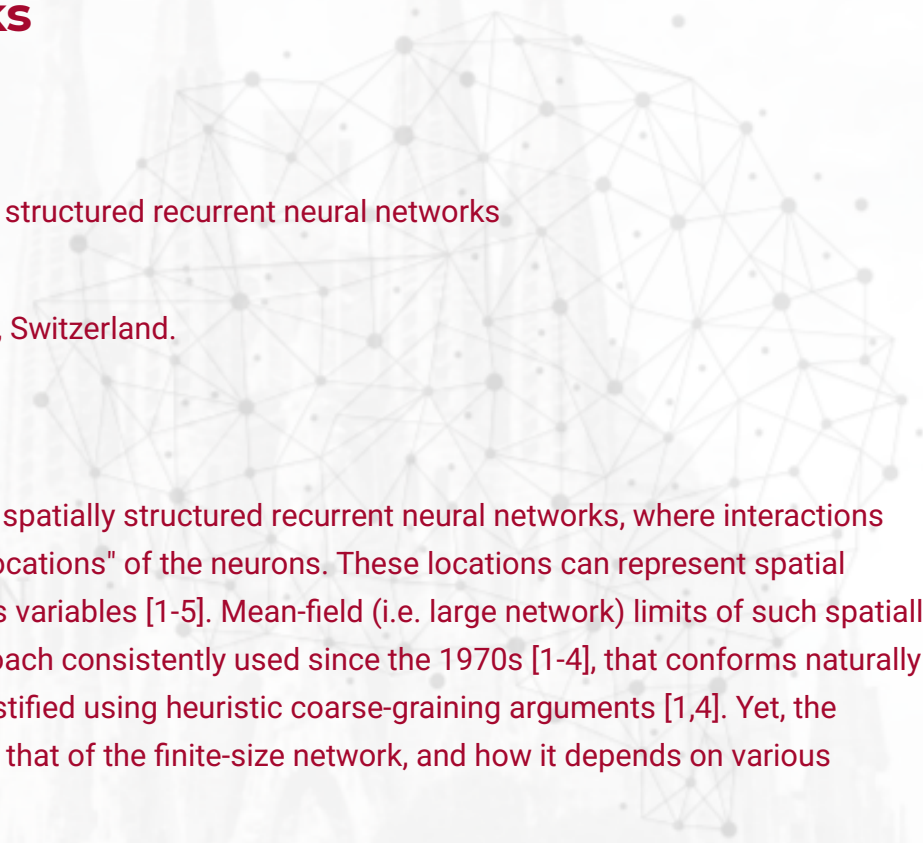 ks
structured recurrent neural networks
, Switzerland.
spatially structured recurrent neural networks, where interactions
ocations" of the neurons. These locations can represent spatial
s variables [1-5]. Mean-field (i.e. large network) limits of such spatiall
oach consistently used since the 1970s [1-4], that conforms naturally
stified using heuristic coarse-graining arguments [1,4]. Yet, the
that of the finite-size network, and how it depends on various